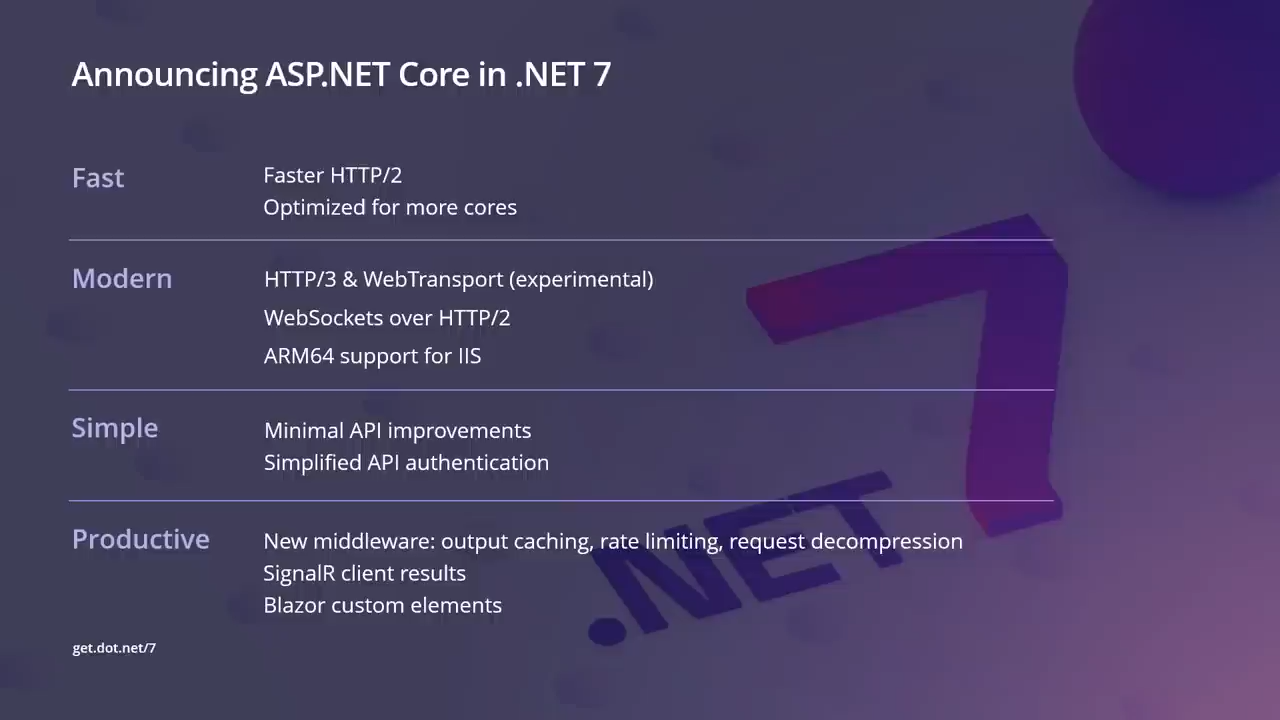 Announcing ASP.NET Core in .NET 7
Fast
Faster HTTP/2
Optimized for more cores
Modern
HTTP/3 & WebTransport (experimental)
WebSockets over HTTP/2
ARM64 support for IIS
Simple
Minimal API improvements
Simplified API authentication
Productive
New middleware: output caching, rate limiting, request decompression
SignalR client results
Blazor custom elements
get.dot.net/7
.NET
7